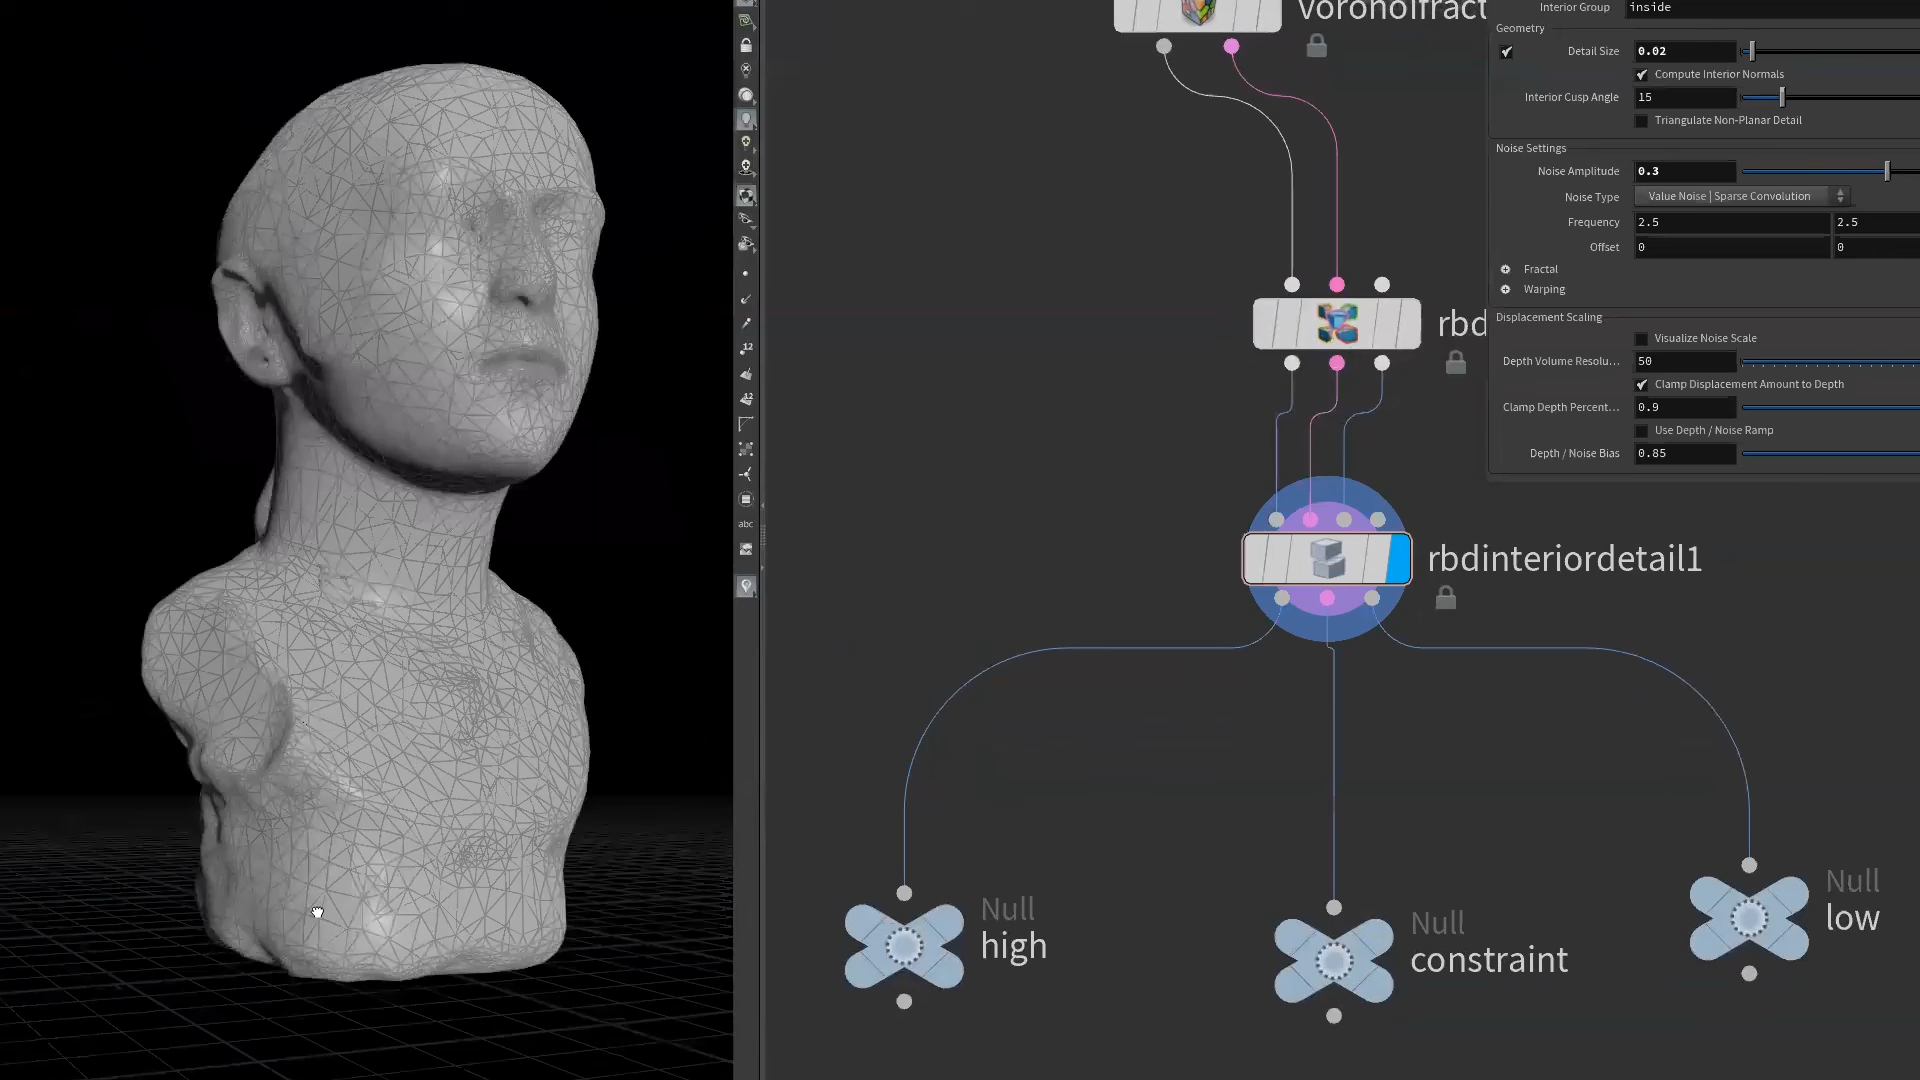 voronoifract
Interior Group inside
Geometry
Detail Size 0.02
Compute Interior Normals
Interior Cusp Angle 15
Triangulate Non-Planar Detail
Noise Settings
Noise Amplitude 0.3
Noise Type Value Noise | Sparse Convolution
Frequency 2.5 2.5
Offset 0 0
Fractal
Warping
Displacement Scaling
Visualize Noise Scale
Depth Volume Resolu... 50
Clamp Displacement Amount to Depth
Clamp Depth Percent... 0.9
Use Depth / Noise Ramp
Depth / Noise Bias 0.85
rbd
rbdinteriordetail1
Null
high
Null
constraint
Null
low
12
12
abc